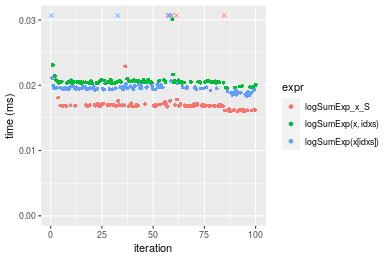 0.03
0.02
0.01
0.00
time (ms)
0
25
50
75
100
iteration
expr
logSumExp_x_S
logSumExp(x, idxs)
logSumExp(x[idxs])